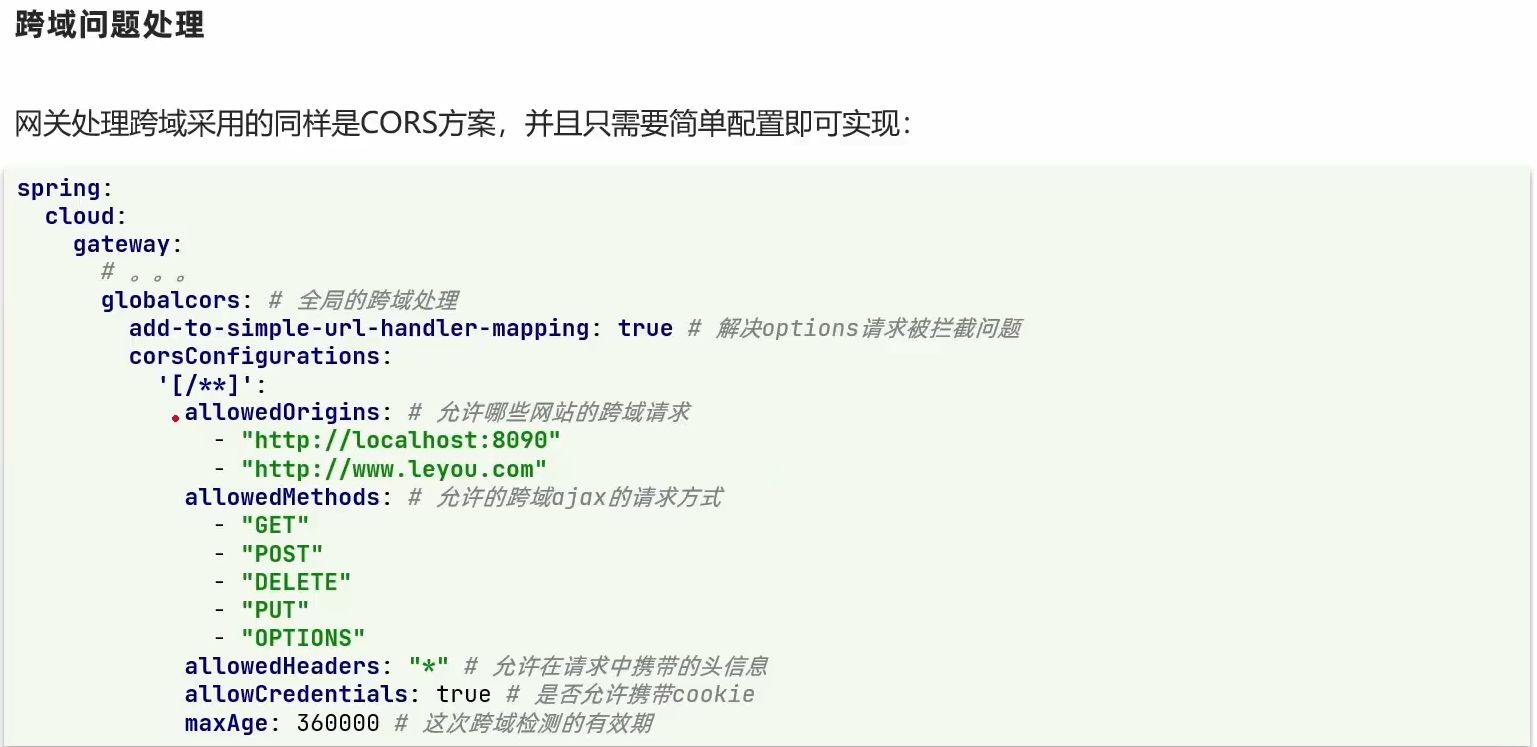 跨域问题处理
网关处理跨域采用的同样是CORS方案，并且只需要简单配置即可实现：
spring:
  cloud:
    gateway:
      # 。。。
      globalcors: # 全局的跨域处理
        add-to-simple-url-handler-mapping: true # 解决options请求被拦截问题
        corsConfigurations:
          '[/**]':
            allowedOrigins: # 允许哪些网站的跨域请求
              - "http://localhost:8090"
              - "http://www.leyou.com"
            allowedMethods: # 允许的跨域ajax的请求方式
              - "GET"
              - "POST"
              - "DELETE"
              - "PUT"
              - "OPTIONS"
            allowedHeaders: "*" # 允许在请求中携带的头信息
            allowCredentials: true # 是否允许携带cookie
            maxAge: 360000 # 这次跨域检测的有效期